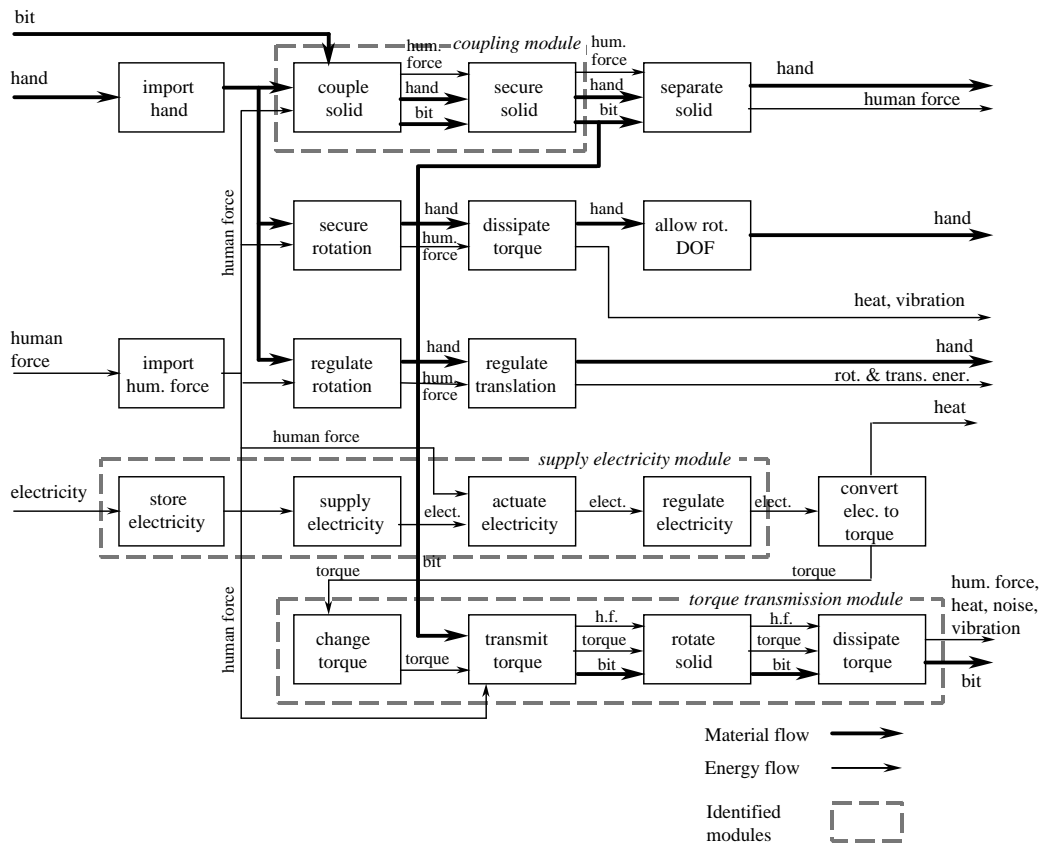 bit
coupling module
hum.
force
hum.
force
hand
import
hand
couple
solid
hand
bit
secure
solid
hand
bit
separate
solid
hand
human force
human force
secure
rotation
hand
hum.
force
dissipate
torque
hand
allow rot.
DOF
hand
heat, vibration
human
force
import
hum. force
regulate
rotation
hand
hum.
force
regulate
translation
hand
rot. & trans. ener.
heat
human force
supply electricity module
electricity
store
electricity
supply
electricity
elect.
actuate
electricity
elect.
regulate
electricity
elect.
convert
elec. to
torque
bit
torque
torque
human force
torque transmission module
hum. force,
heat, noise,
vibration
change
torque
torque
transmit
torque
h.f.
torque
bit
rotate
solid
h.f.
torque
bit
dissipate
torque
bit
Material flow
Energy flow
Identified
modules